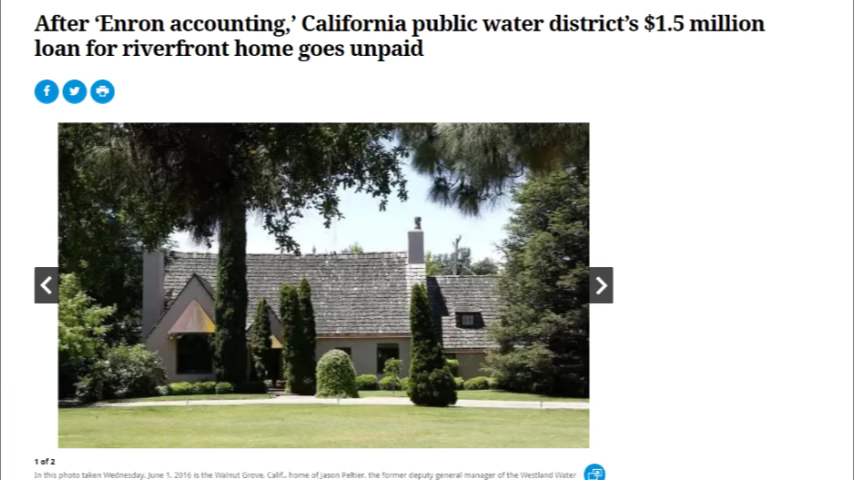 After ‘Enron accounting,’ California public water district’s $1.5 million
loan for riverfront home goes unpaid
1 of 2
In this photo taken Wednesday, June 1, 2016 is the Walnut Grove, Calif., home of Jason Peltier, the former deputy general manager of the Westland Water